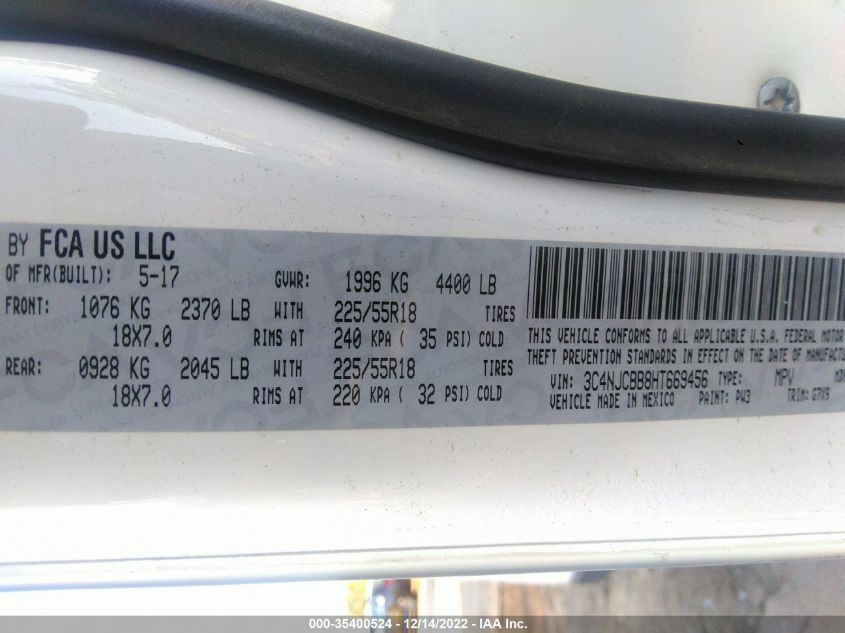 BY FCA US LLC
OF MFR(BUILT): 5-17 GVWR: 1996 KG 4400 LB
FRONT: 1076 KG 2370 LB WITH 225/55R18 TIRES
18X7.0 RIMS AT 240 KPA ( 35 PSI) COLD
REAR: 0928 KG 2045 LB WITH 225/55R18 TIRES
18X7.0 RIMS AT 220 KPA ( 32 PSI) COLD
THIS VEHICLE CONFORMS TO ALL APPLICABLE U.S.A. FEDERAL MOTOR
THEFT PREVENTION STANDARDS IN EFFECT ON THE DATE OF MANUFACTU
VIN: 3C4NJCBB8HT669456 TYPE: MPV
VEHICLE MADE IN MEXICO PAINT: PW3 TRIM: G7X9
000-35400524 - 12/14/2022 - IAA Inc.